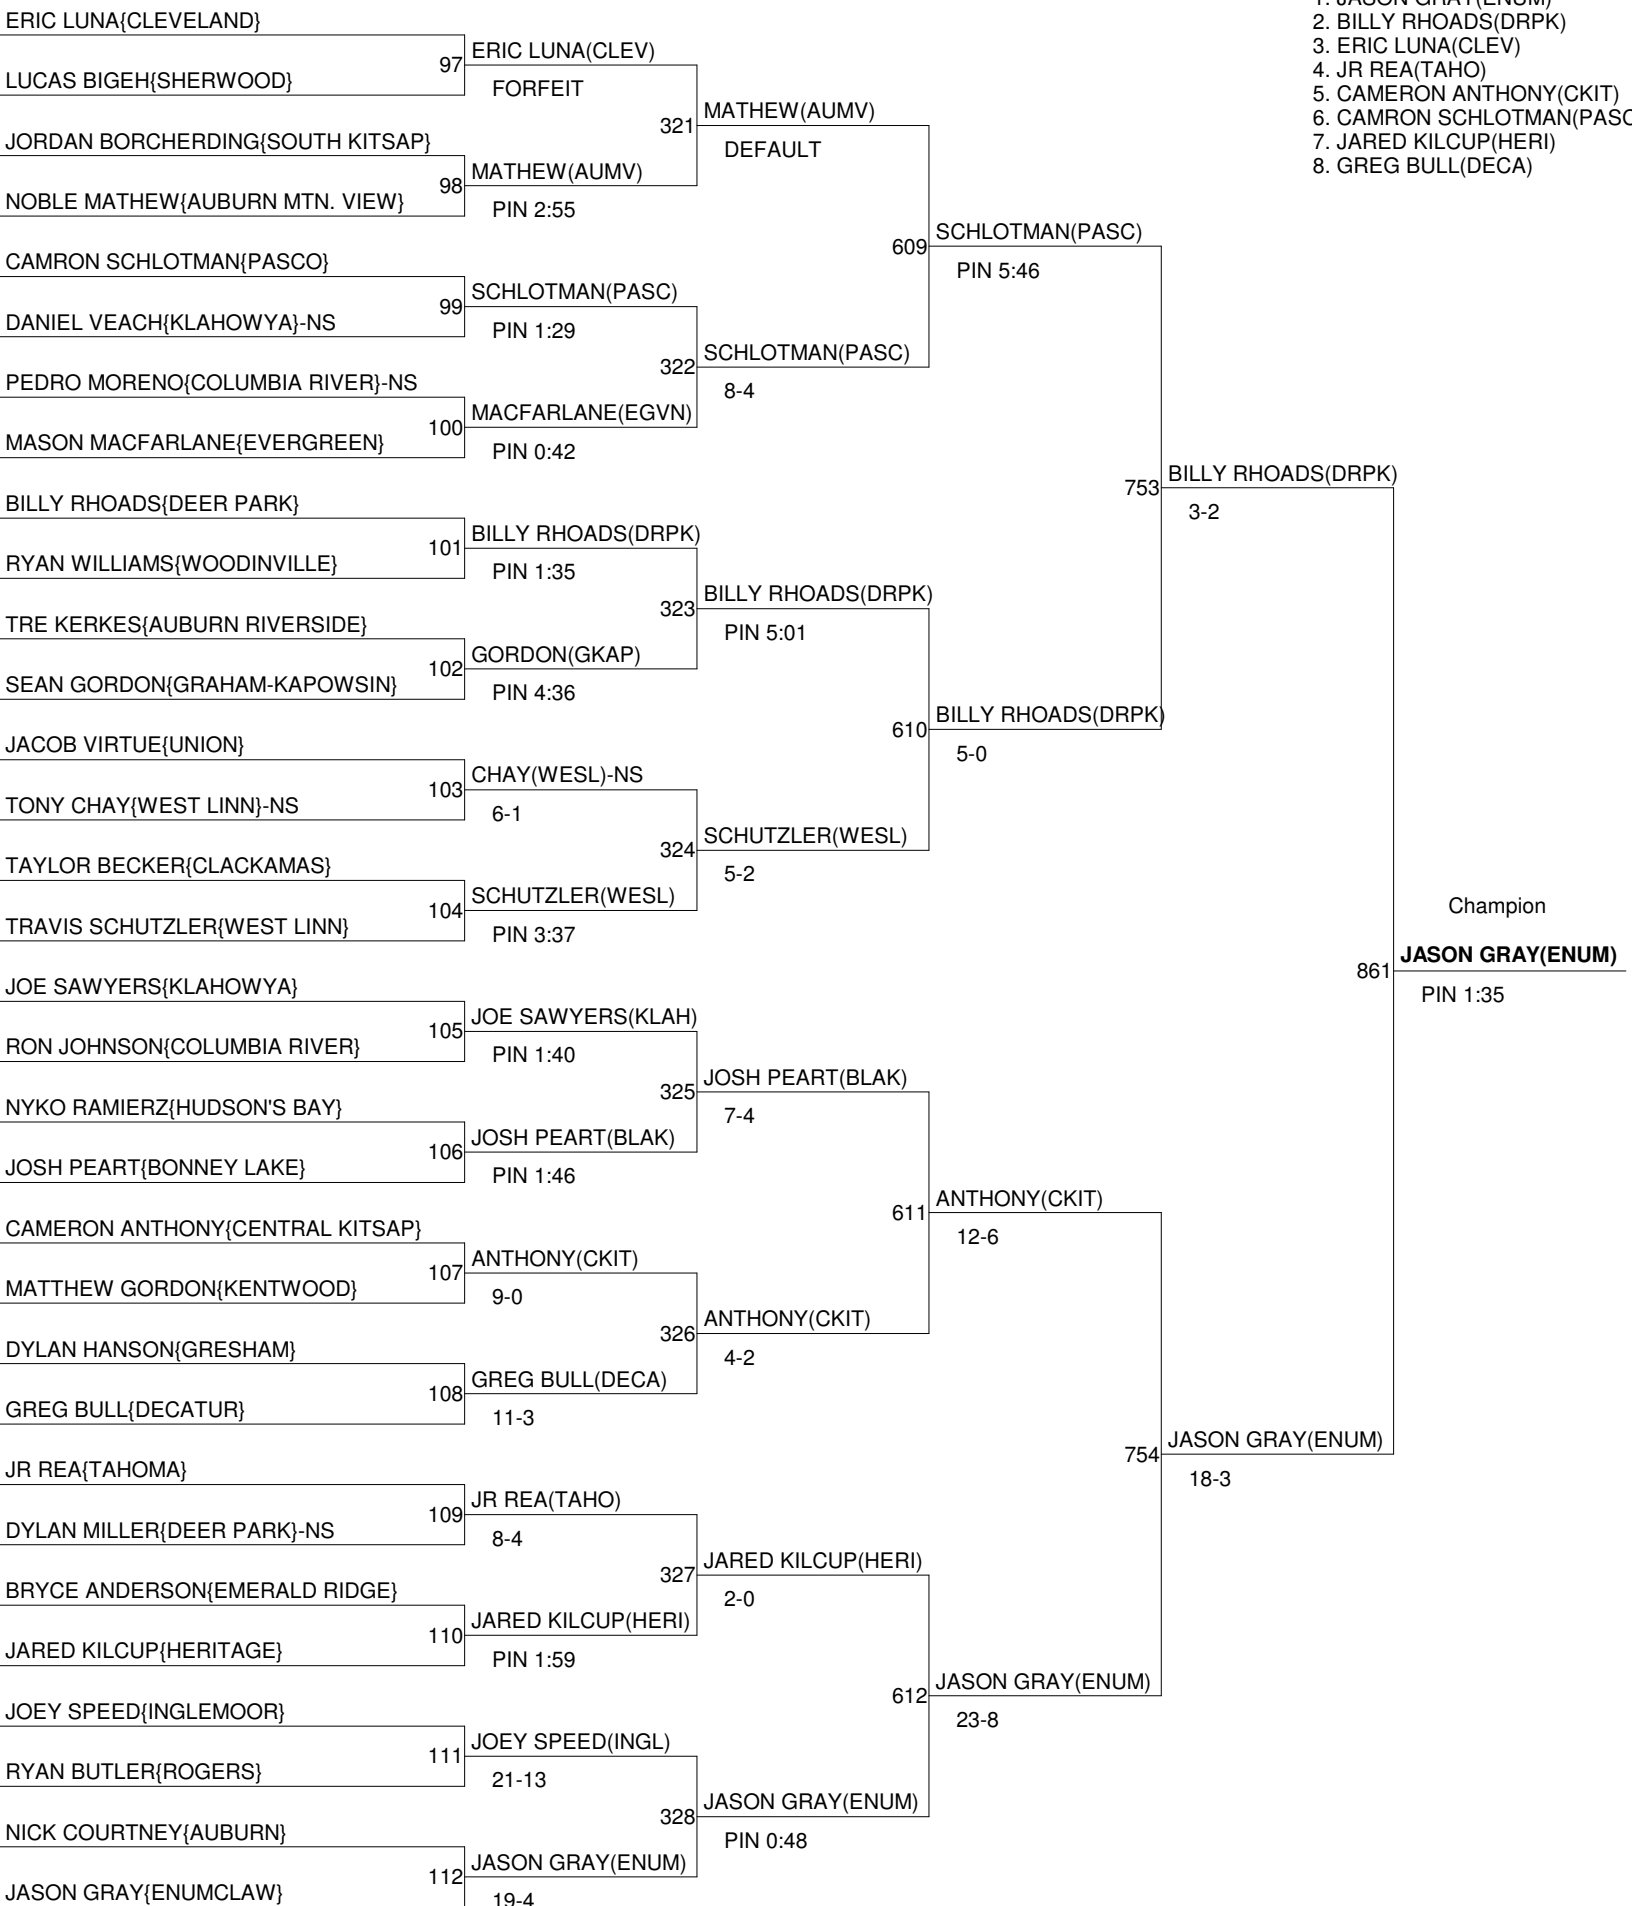 1. JASON GRAY(ENUM)
2. BILLY RHOADS(DRPK)
3. ERIC LUNA(CLEV)
4. JR REA(TAHO)
5. CAMERON ANTHONY(CKIT)
6. CAMRON SCHLOTMAN(PASC
7. JARED KILCUP(HERI)
8. GREG BULL(DECA)
ERIC LUNA{CLEVELAND}
LUCAS BIGEH{SHERWOOD}
JORDAN BORCHERDING{SOUTH KITSAP}
NOBLE MATHEW{AUBURN MTN. VIEW}
CAMRON SCHLOTMAN{PASCO}
DANIEL VEACH{KLAHOWYA}-NS
PEDRO MORENO{COLUMBIA RIVER}-NS
MASON MACFARLANE{EVERGREEN}
BILLY RHOADS{DEER PARK}
RYAN WILLIAMS{WOODINVILLE}
TRE KERKES{AUBURN RIVERSIDE}
SEAN GORDON{GRAHAM-KAPOWSIN}
JACOB VIRTUE{UNION}
TONY CHAY{WEST LINN}-NS
TAYLOR BECKER{CLACKAMAS}
TRAVIS SCHUTZLER{WEST LINN}
JOE SAWYERS{KLAHOWYA}
RON JOHNSON{COLUMBIA RIVER}
NYKO RAMIERZ{HUDSON'S BAY}
JOSH PEART{BONNEY LAKE}
CAMERON ANTHONY{CENTRAL KITSAP}
MATTHEW GORDON{KENTWOOD}
DYLAN HANSON{GRESHAM}
GREG BULL{DECATUR}
JR REA{TAHOMA}
DYLAN MILLER{DEER PARK}-NS
BRYCE ANDERSON{EMERALD RIDGE}
JARED KILCUP{HERITAGE}
JOEY SPEED{INGLEMOOR}
RYAN BUTLER{ROGERS}
NICK COURTNEY{AUBURN}
JASON GRAY{ENUMCLAW}
97 ERIC LUNA(CLEV)
FORFEIT
98 MATHEW(AUMV)
PIN 2:55
99 SCHLOTMAN(PASC)
PIN 1:29
100 MACFARLANE(EGVN)
PIN 0:42
101 BILLY RHOADS(DRPK)
PIN 1:35
102 GORDON(GKAP)
PIN 4:36
103 CHAY(WESL)-NS
6-1
104 SCHUTZLER(WESL)
PIN 3:37
105 JOE SAWYERS(KLAH)
PIN 1:40
106 JOSH PEART(BLAK)
PIN 1:46
107 ANTHONY(CKIT)
9-0
108 GREG BULL(DECA)
11-3
109 JR REA(TAHO)
8-4
110 JARED KILCUP(HERI)
PIN 1:59
111 JOEY SPEED(INGL)
21-13
112 JASON GRAY(ENUM)
19-4
321 MATHEW(AUMV)
DEFAULT
322 SCHLOTMAN(PASC)
8-4
323 BILLY RHOADS(DRPK)
PIN 5:01
324 SCHUTZLER(WESL)
5-2
325 JOSH PEART(BLAK)
7-4
326 ANTHONY(CKIT)
4-2
327 JARED KILCUP(HERI)
2-0
328 JASON GRAY(ENUM)
PIN 0:48
609 SCHLOTMAN(PASC)
PIN 5:46
610 BILLY RHOADS(DRPK)
5-0
611 ANTHONY(CKIT)
12-6
612 JASON GRAY(ENUM)
23-8
753 BILLY RHOADS(DRPK)
3-2
754 JASON GRAY(ENUM)
18-3
Champion
861 JASON GRAY(ENUM)
PIN 1:35